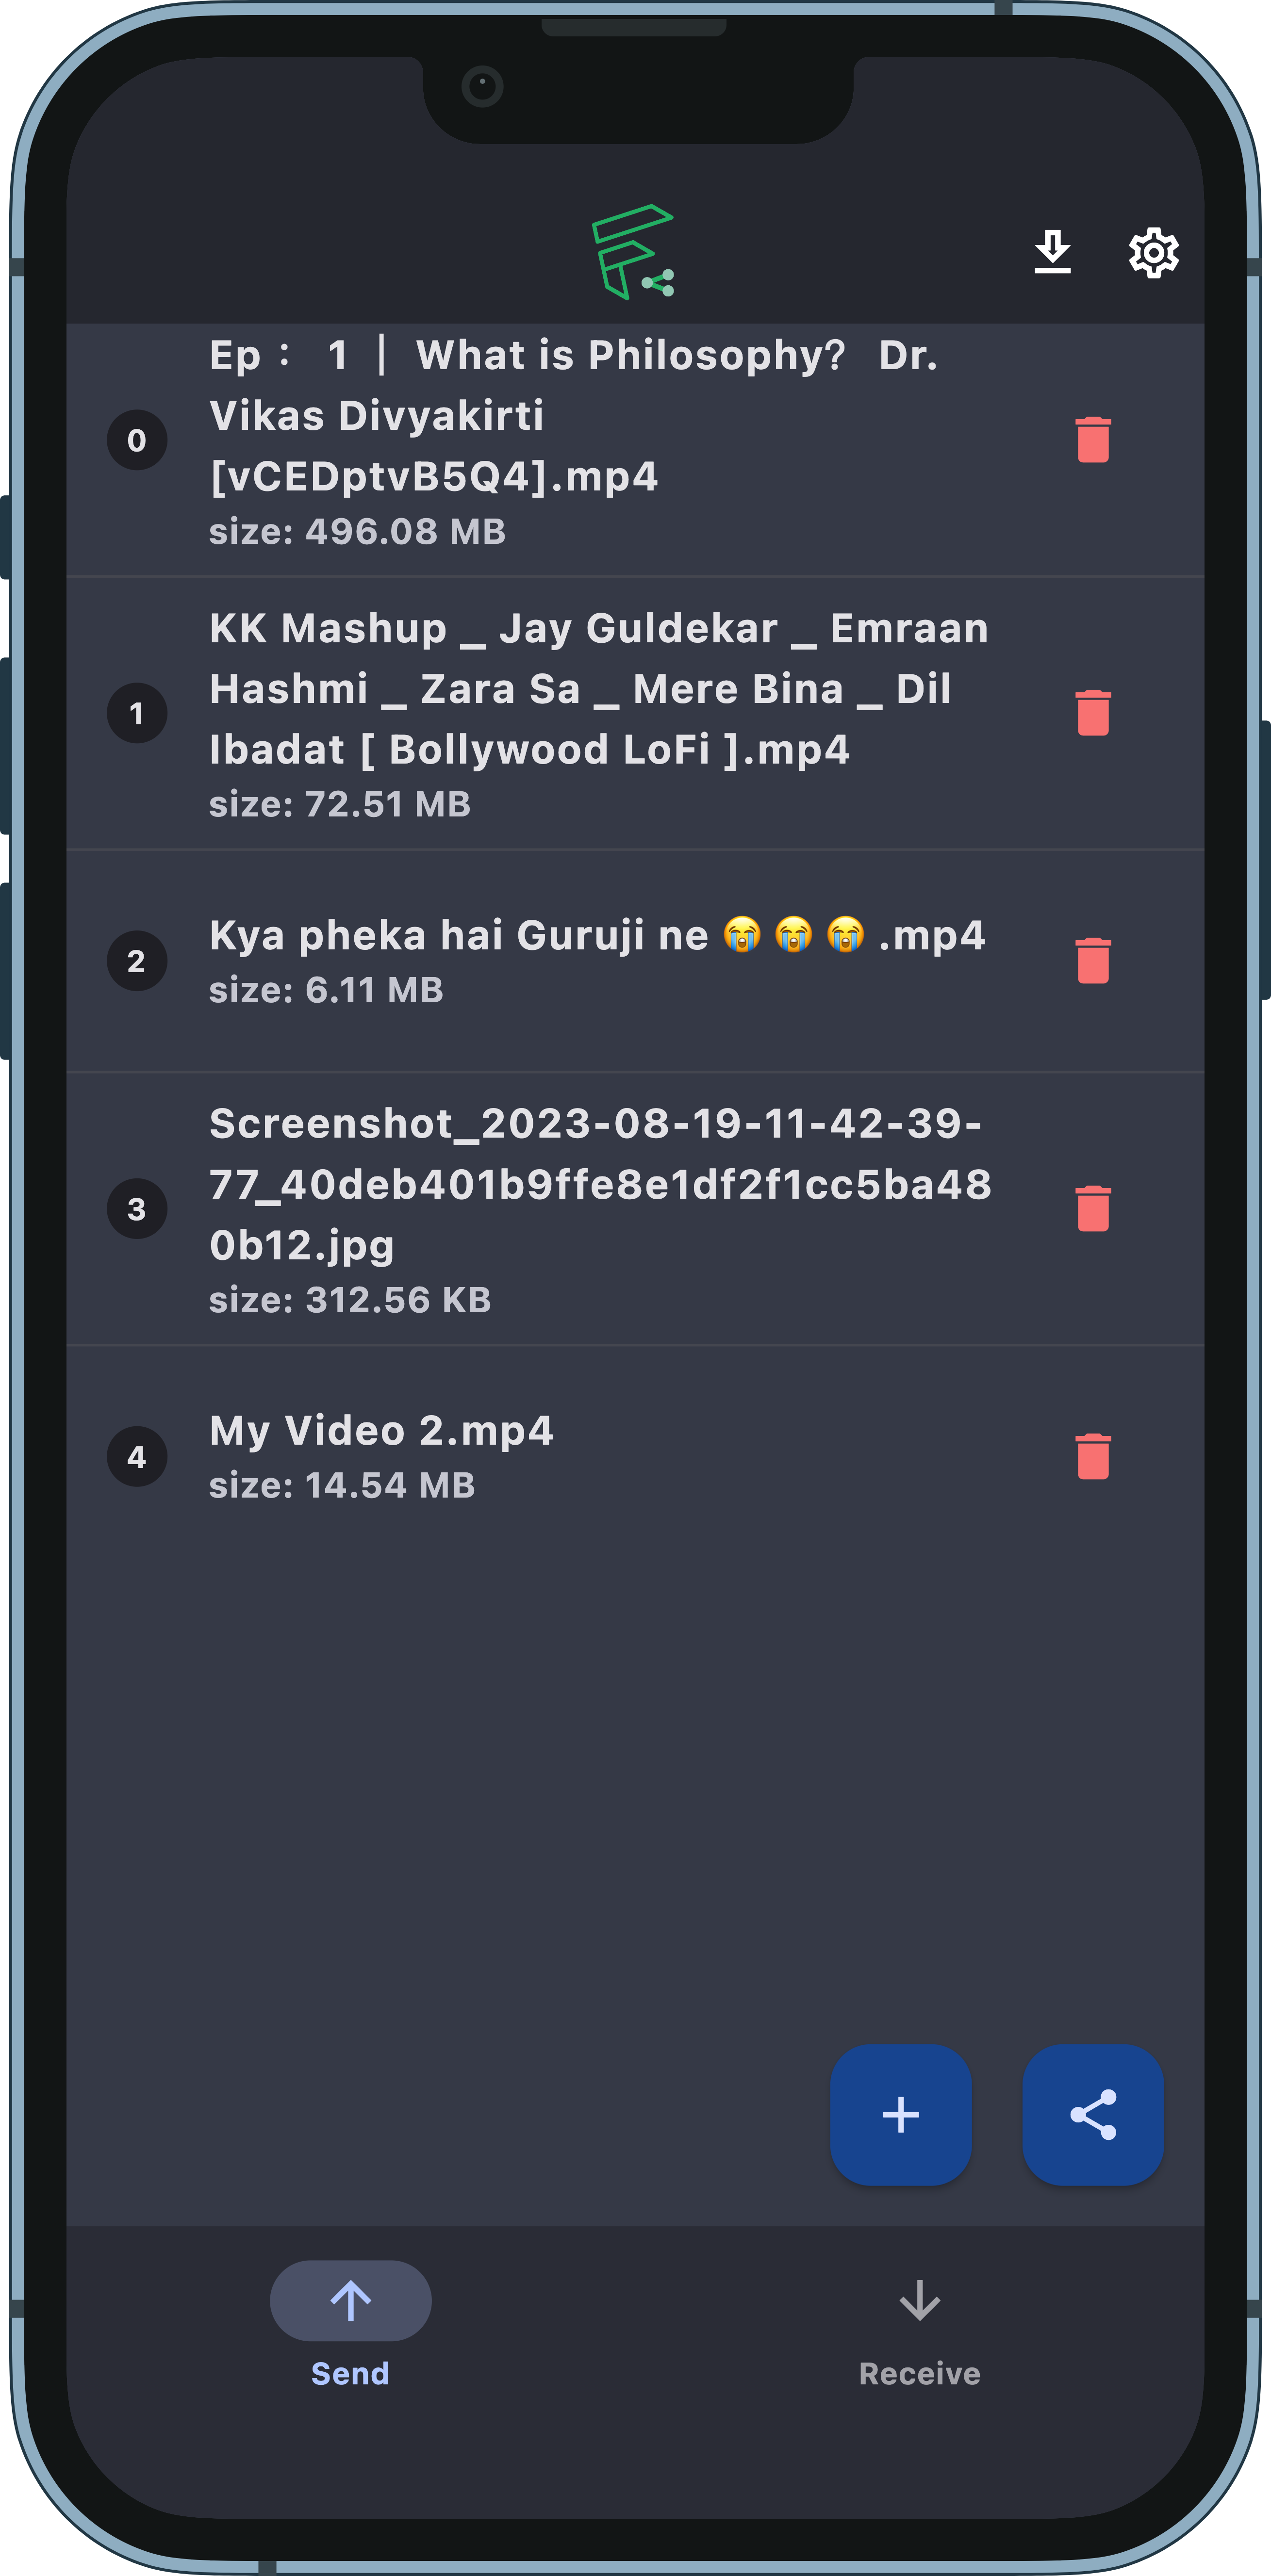 Ep： 1 ｜ What is Philosophy? Dr.
0
Vikas Divyakirti
[vCEDptvB5Q4].mp4
size: 496.08 MB
KK Mashup _ Jay Guldekar _ Emraan
1
Hashmi _ Zara Sa _ Mere Bina _ Dil
Ibadat [ Bollywood LoFi ].mp4
size: 72.51 MB
2
Kya pheka hai Guruji ne 😭 😭 😭 .mp4
size: 6.11 MB
Screenshot_2023-08-19-11-42-39-
3
77_40deb401b9ffe8e1df2f1cc5ba48
0b12.jpg
size: 312.56 KB
4
My Video 2.mp4
size: 14.54 MB
Send
Receive